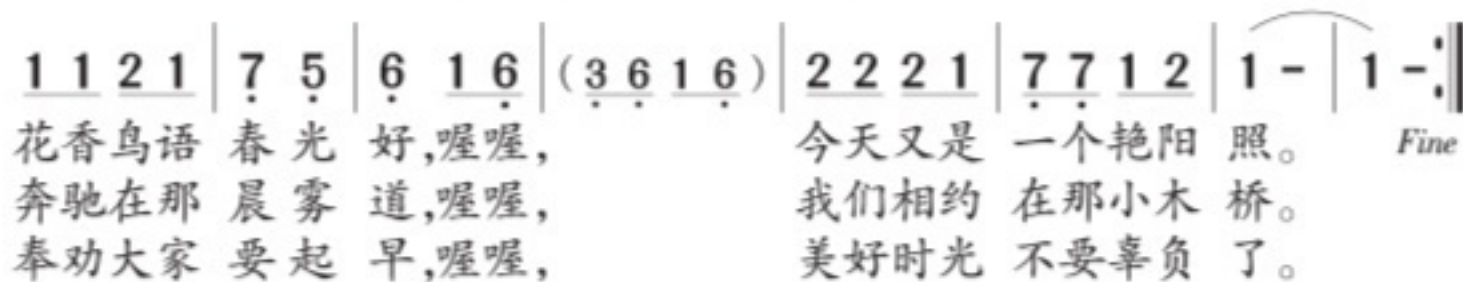 1 1 2 1 | 7 5 | 6 1 6 | (3 6 1 6) | 2 2 2 1 | 7 7 1 2 | 1 - | 1 - :|
花香鸟语 春光 好,喔喔, 今天又是 一个艳阳 照。 Fine
奔驰在那 晨雾 道,喔喔, 我们相约 在那小木 桥。
奉劝大家 要起 早,喔喔, 美好时光 不要辜负 了。